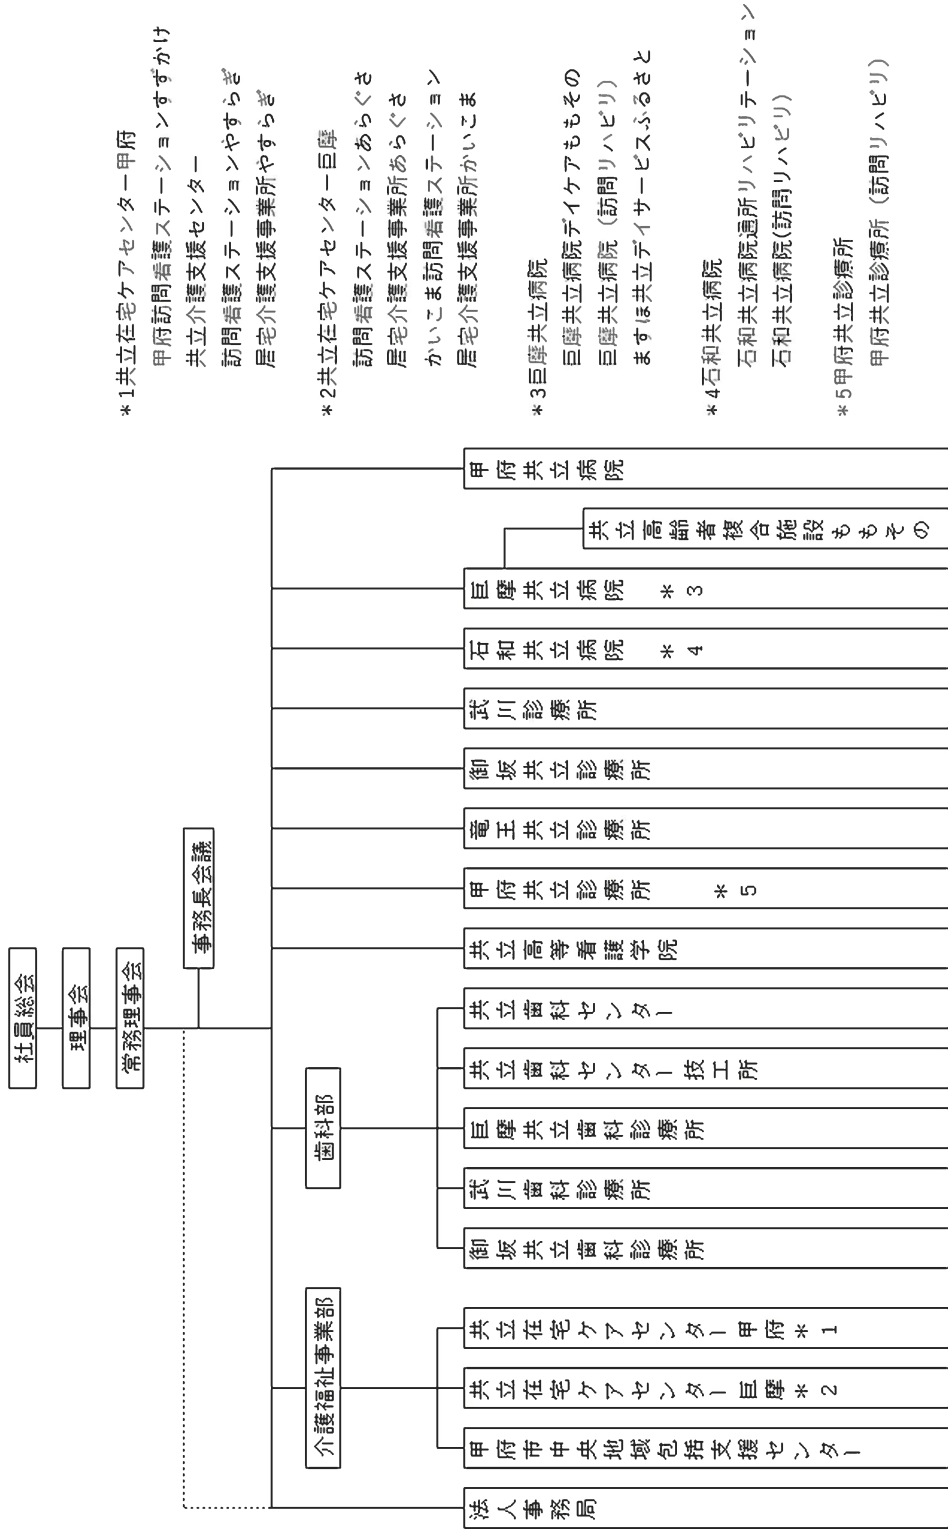 社員総会
理事会
常務理事会
事務長会議
歯科部
介護福祉事業部
法人事務局
甲府市中央地域包括支援センター
共立在宅ケアセンター巨摩＊2
共立在宅ケアセンター甲府＊1
御坂共立歯科診療所
武川歯科診療所
巨摩共立歯科診療所
共立歯科センター技工所
共立歯科センター
共立高等看護学院
甲府共立診療所　＊5
竜王共立診療所
御坂共立診療所
武川診療所
石和共立病院　＊4
巨摩共立病院　＊3
共立高齢者複合施設ももその
甲府共立病院
＊1共立在宅ケアセンター甲府
甲府訪問看護ステーションすずかけ
共立介護支援センター
訪問看護ステーションやすらぎ
居宅介護支援事業所やすらぎ
＊2共立在宅ケアセンター巨摩
訪問看護ステーションあらぐさ
居宅介護支援事業所あらぐさ
かいこま訪問看護ステーション
居宅介護支援事業所かいこま
＊3巨摩共立病院
巨摩共立病院デイケアももその
巨摩共立病院（訪問リハビリ）
ますほ共立デイサービスふるさと
＊4石和共立病院
石和共立病院通所リハビリテーション
石和共立病院(訪問リハビリ)
＊5甲府共立診療所
甲府共立診療所（訪問リハビリ）